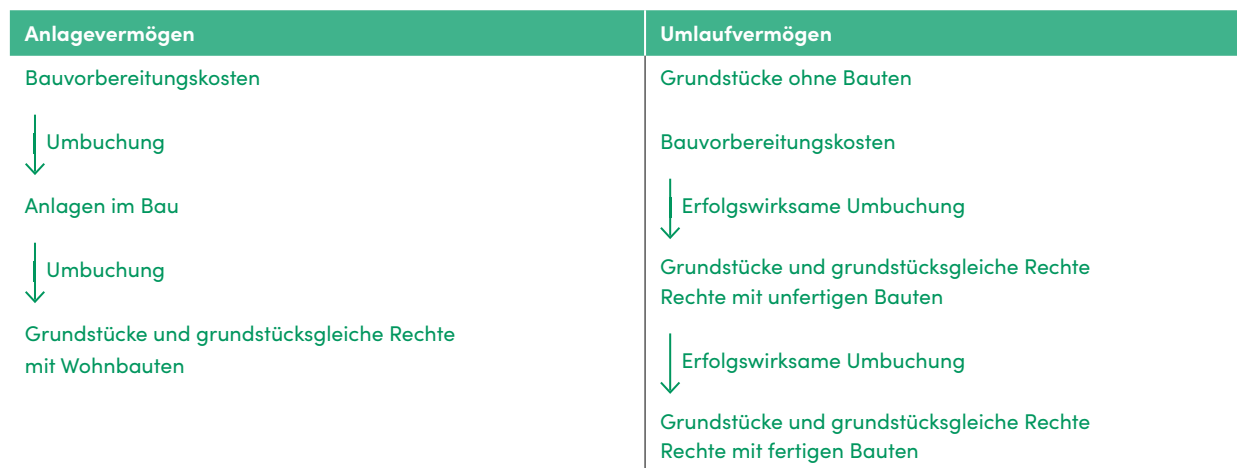 Anlagevermögen
Bauvorbereitungskosten
Umbuchung
Anlagen im Bau
Umbuchung
Grundstücke und grundstücksgleiche Rechte
mit Wohnbauten
Umlaufvermögen
Grundstücke ohne Bauten
Bauvorbereitungskosten
Erfolgswirksame Umbuchung
Grundstücke und grundstücksgleiche Rechte
Rechte mit unfertigen Bauten
Erfolgswirksame Umbuchung
Grundstücke und grundstücksgleiche Rechte
Rechte mit fertigen Bauten